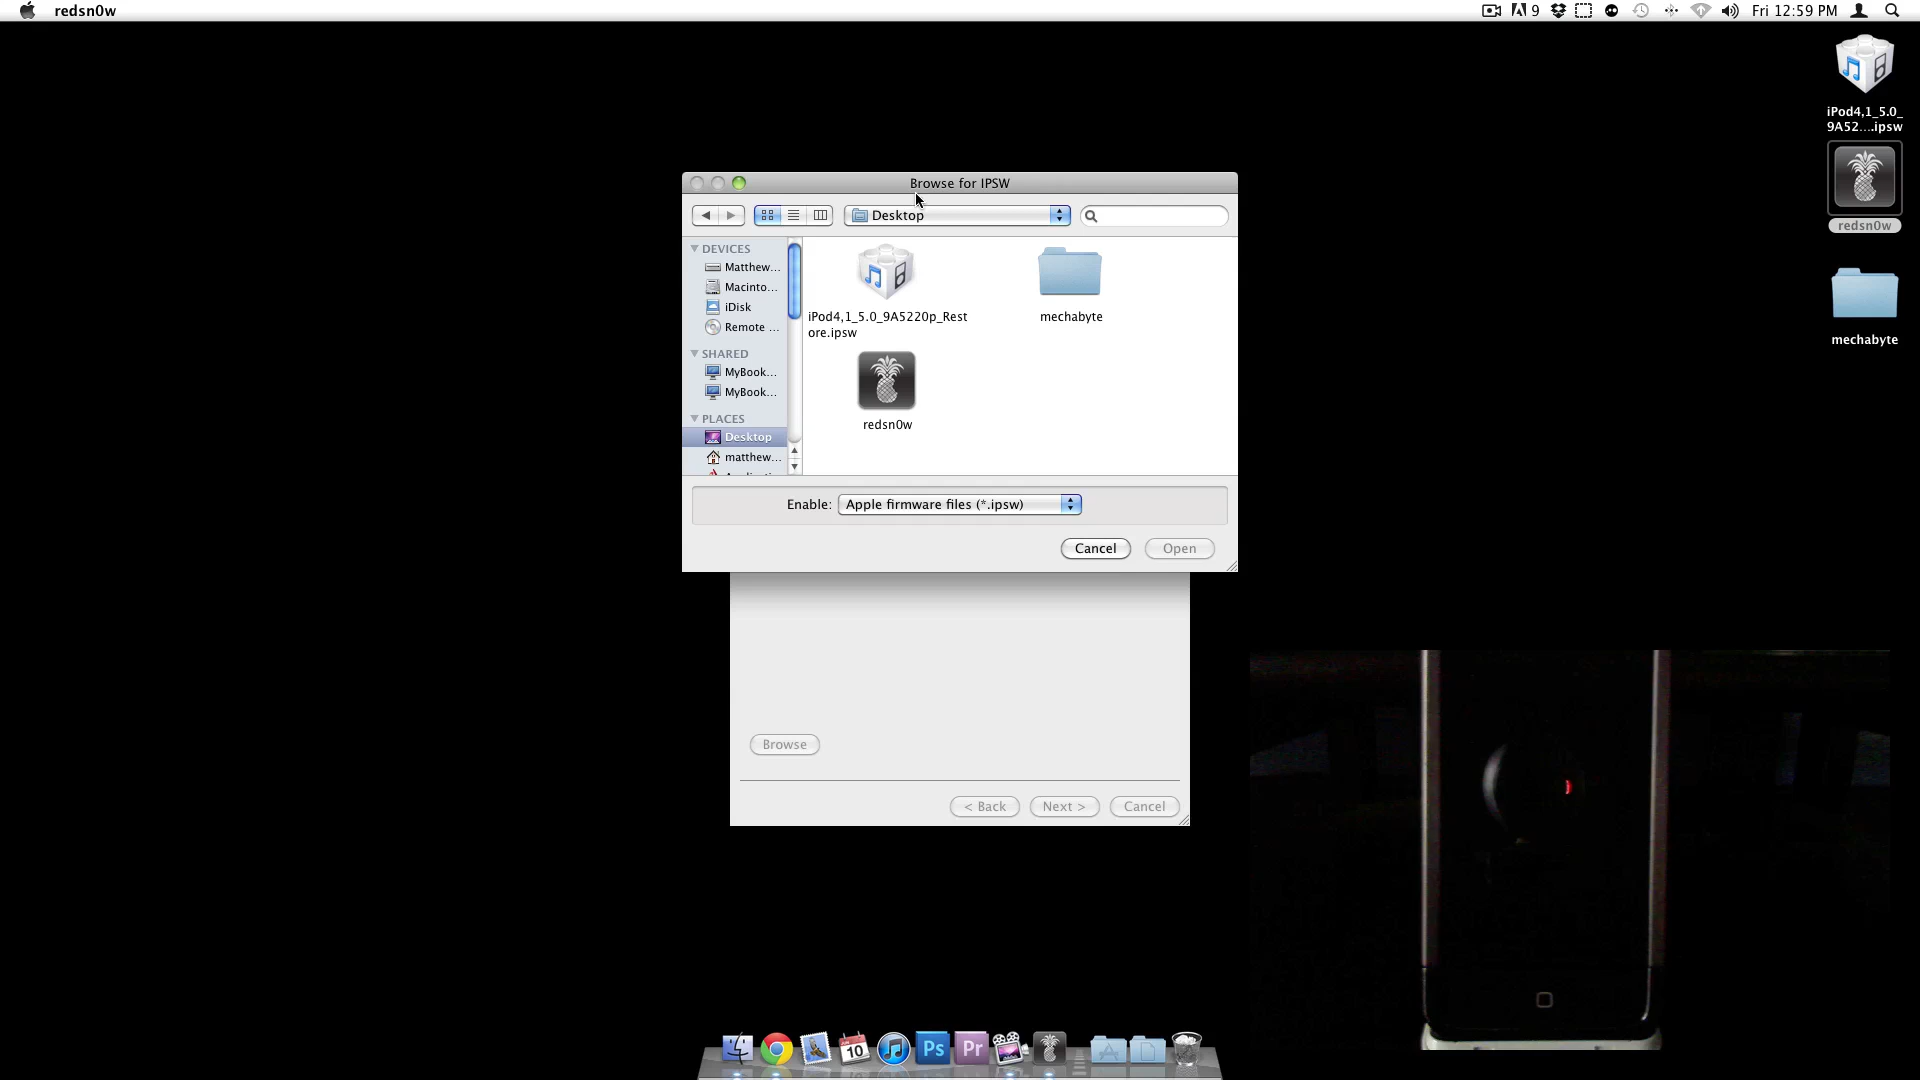 redsn0w
9
Fri 12:59 PM
iPod4,1_5.0_
9A52....ipsw
redsn0w
mechabyte
Browse for IPSW
Desktop
DEVICES
Matthew...
Macinto...
iDisk
Remote ...
SHARED
MyBook...
MyBook...
PLACES
Desktop
matthew...
iPod4,1_5.0_9A5220p_Rest
ore.ipsw
mechabyte
redsn0w
Enable:
Apple firmware files (*.ipsw)
Cancel
Open
Browse
< Back
Next >
Cancel
10
Ps
Pr